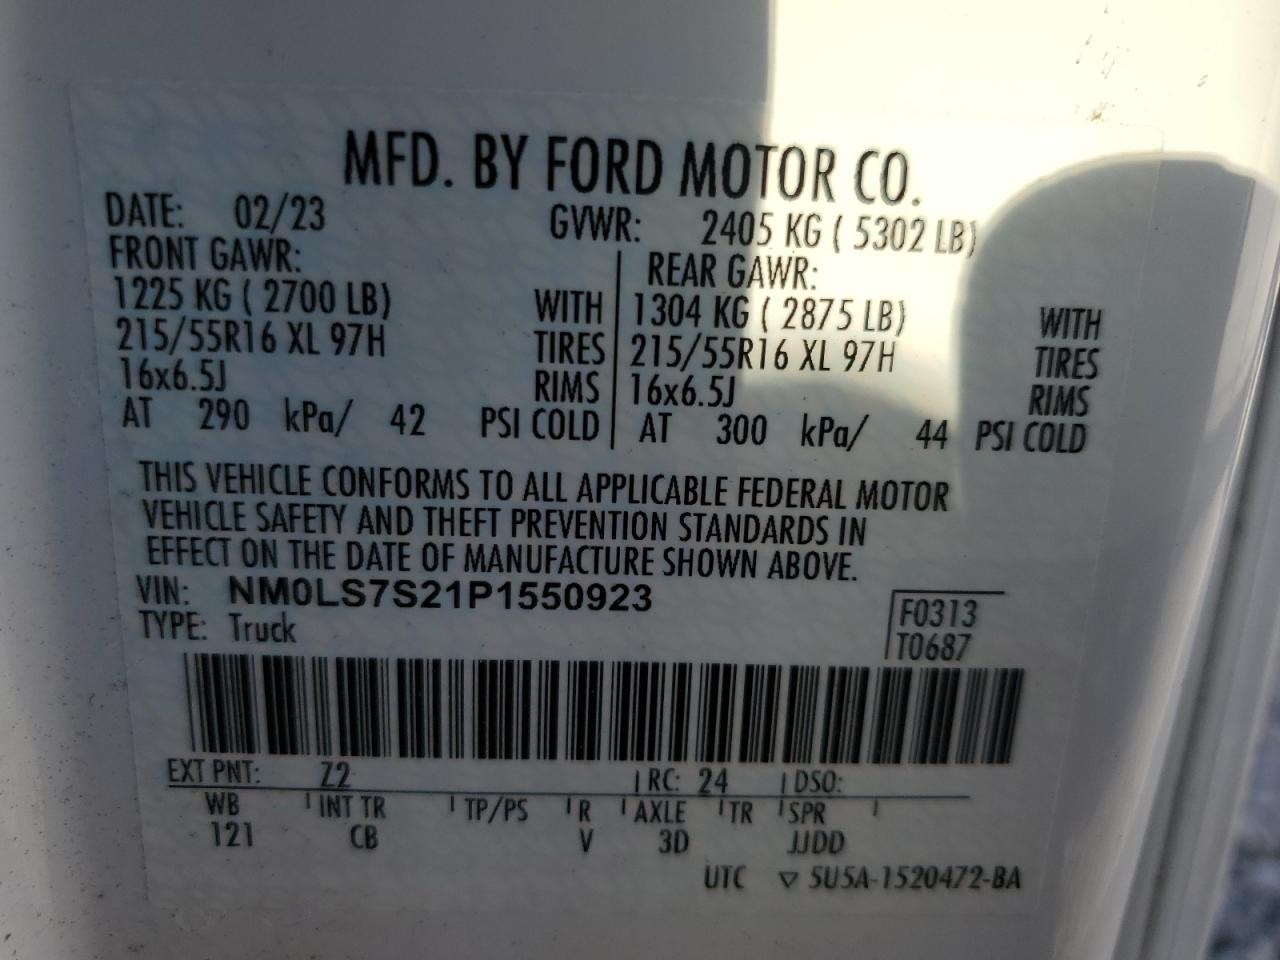 MFD. BY FORD MOTOR CO.
DATE: 02/23 GVWR: 2405 KG ( 5302 LB)
FRONT GAWR: REAR GAWR:
1225 KG ( 2700 LB) WITH 1304 KG ( 2875 LB) WITH
215/55R16 XL 97H TIRES 215/55R16 XL 97H TIRES
16x6.5J RIMS 16x6.5J RIMS
AT 290 kPa/ 42 PSI COLD AT 300 kPa/ 44 PSI COLD
THIS VEHICLE CONFORMS TO ALL APPLICABLE FEDERAL MOTOR
VEHICLE SAFETY AND THEFT PREVENTION STANDARDS IN
EFFECT ON THE DATE OF MANUFACTURE SHOWN ABOVE.
VIN: NM0LS7S21P1550923 F0313
TYPE: Truck T0687
EXT PNT: Z2 RC: 24 DSO:
WB INT TR TP/PS R AXLE TR SPR
121 CB V 3D JJDD
UTC ▽ 5U5A-1520472-BA